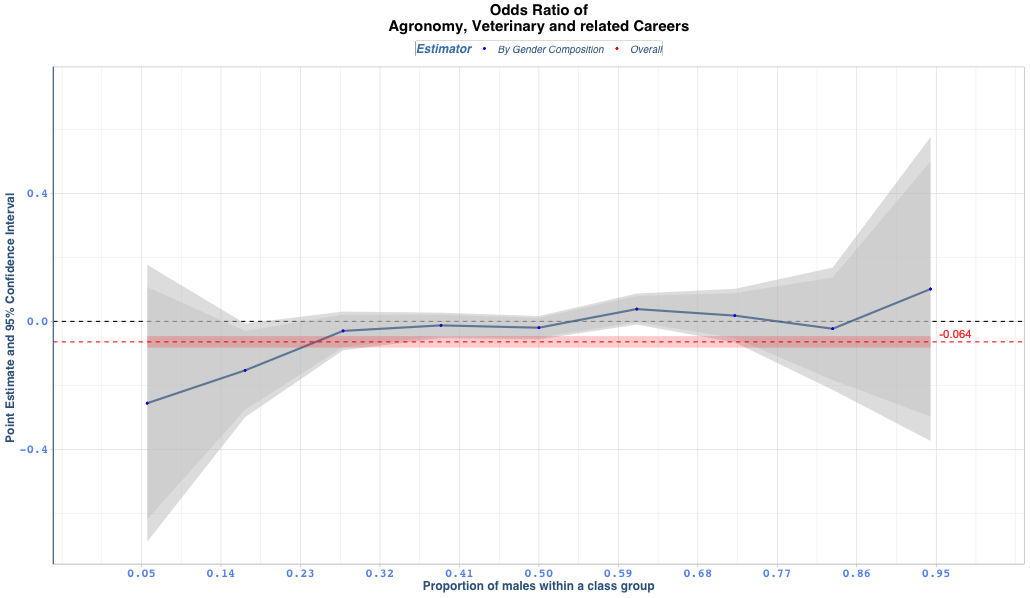 Odds Ratio of
Agronomy, Veterinary and related Careers
Estimator By Gender Composition Overall
Point Estimate and 95% Confidence Interval
0.4
0.0
-0.4
-0.064
0.05 0.14 0.23 0.32 0.41 0.50 0.59 0.68 0.77 0.86 0.95
Proportion of males within a class group